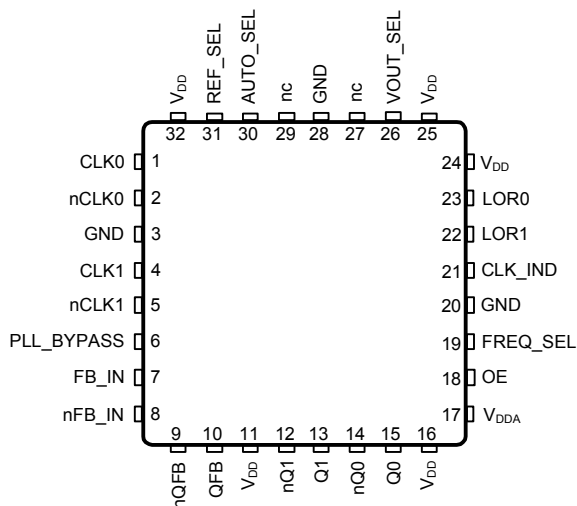 VDD
REF_SEL
AUTO_SEL
nc
GND
nc
VOUT_SEL
VDD
32 31 30 29 28 27 26 25
CLK0 1
nCLK0 2
GND 3
CLK1 4
nCLK1 5
PLL_BYPASS 6
FB_IN 7
nFB_IN 8
24 VDD
23 LOR0
22 LOR1
21 CLK_IND
20 GND
19 FREQ_SEL
18 OE
17 VDDA
9 10 11 12 13 14 15 16
nQFB
QFB
VDD
nQ1
Q1
nQ0
Q0
VDD